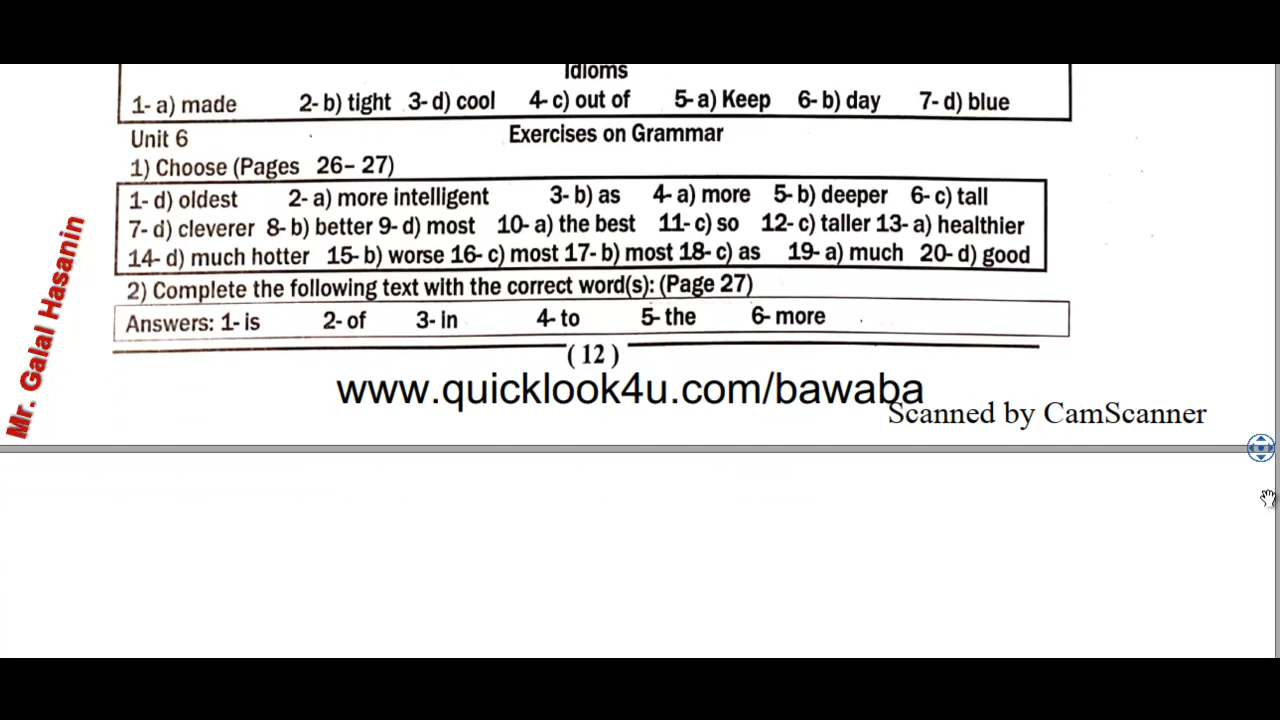 Idioms
1- a) made 2- b) tight 3- d) cool 4- c) out of 5- a) Keep 6- b) day 7- d) blue
Unit 6 Exercises on Grammar
1) Choose (Pages 26- 27)
1- d) oldest 2- a) more intelligent 3- b) as 4- a) more 5- b) deeper 6- c) tall
7- d) cleverer 8- b) better 9- d) most 10- a) the best 11- c) so 12- c) taller 13- a) healthier
14- d) much hotter 15- b) worse 16- c) most 17- b) most 18- c) as 19- a) much 20- d) good
2) Complete the following text with the correct word(s): (Page 27)
Answers: 1- is 2- of 3- in 4- to 5- the 6- more
( 12 )
www.quicklook4u.com/bawaba
Scanned by CamScanner
Mr. Galal Hasanin